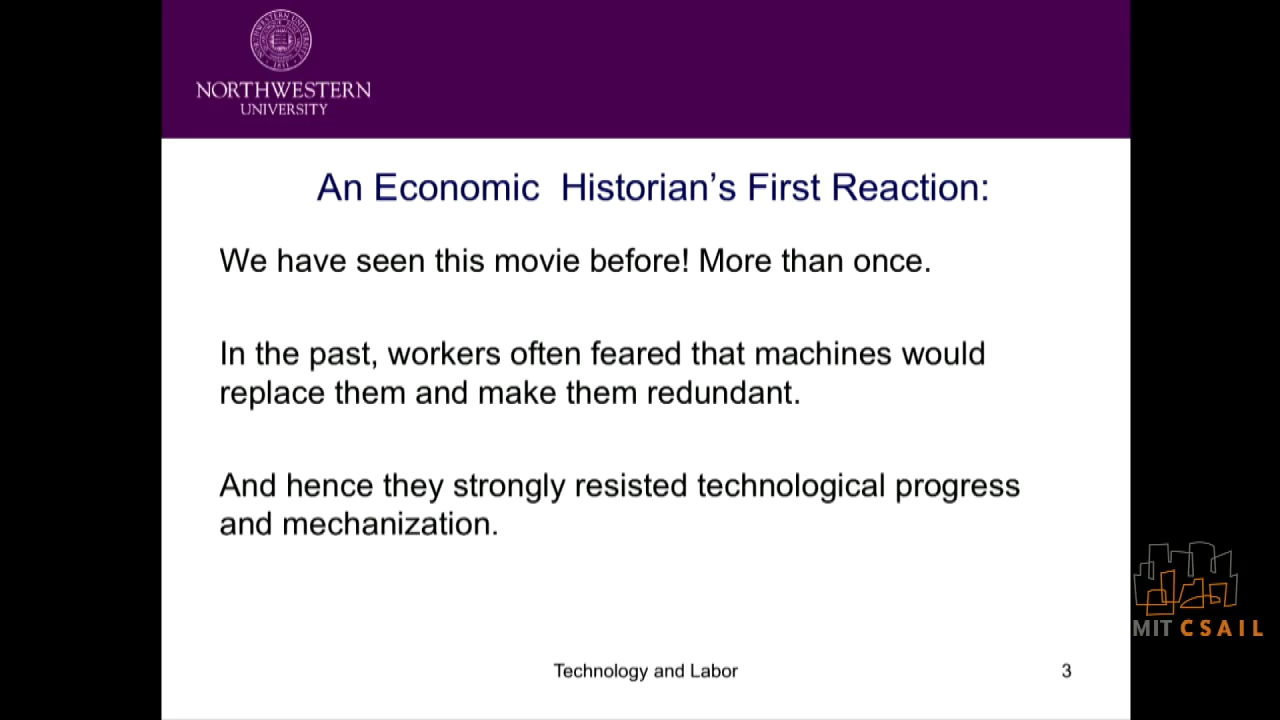 NORTHWESTERN
UNIVERSITY
An Economic  Historian's First Reaction:
We have seen this movie before! More than once.
In the past, workers often feared that machines would
replace them and make them redundant.
And hence they strongly resisted technological progress
and mechanization.
MIT CSAIL
Technology and Labor
3